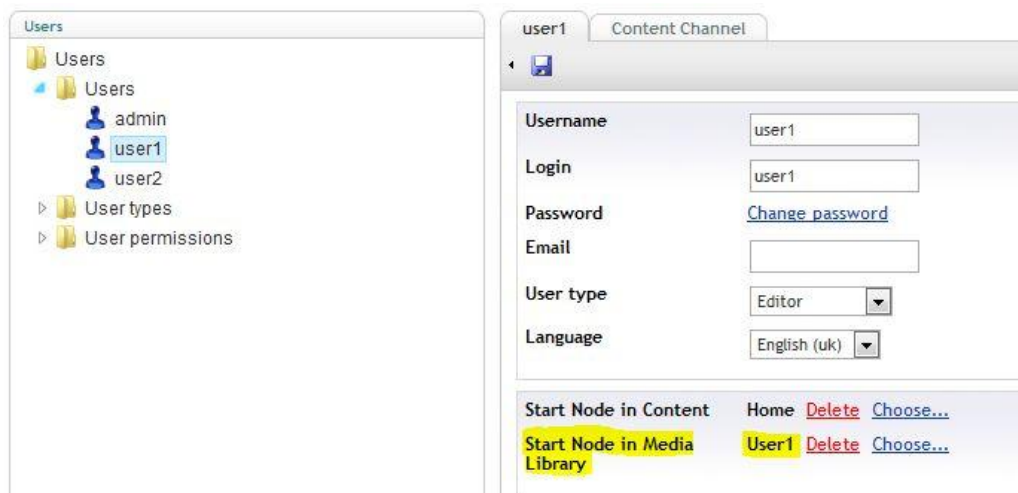 Users
Users
Users
admin
user1
user2
User types
User permissions
user1 Content Channel
Username user1
Login user1
Password Change password
Email
User type Editor
Language English (uk)
Start Node in Content Home Delete Choose...
Start Node in Media User1 Delete Choose...
Library